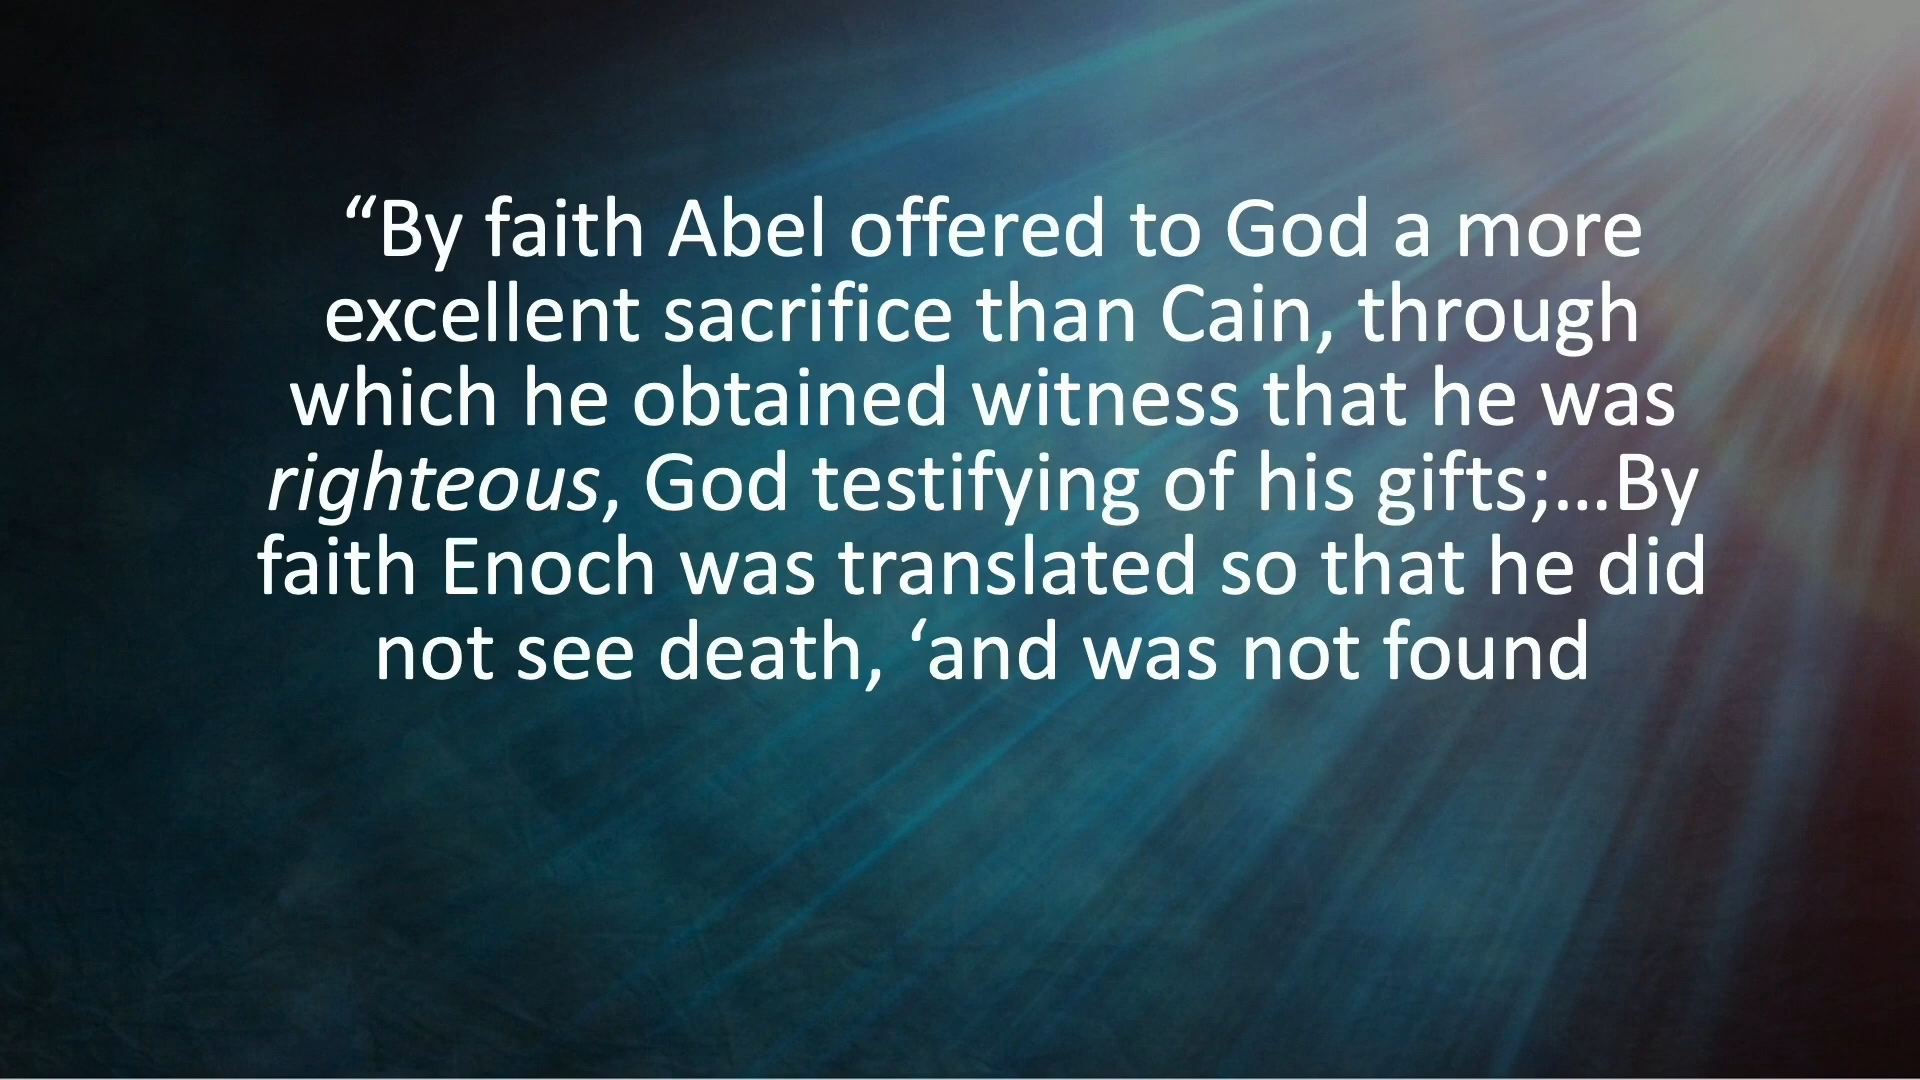 “By faith Abel offered to God a more
excellent sacrifice than Cain, through
which he obtained witness that he was
righteous, God testifying of his gifts;…By
faith Enoch was translated so that he did
not see death, ‘and was not found